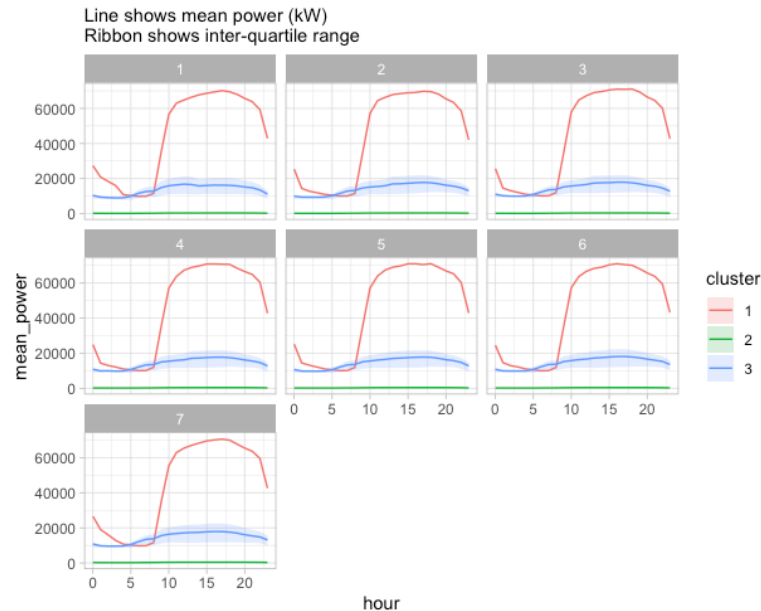 Line shows mean power (kW)
Ribbon shows inter-quartile range
1 2 3
60000
40000
20000
0
4 5 6
60000
40000
20000
0
0 5 10 15 20 0 5 10 15 20
7
60000
40000
20000
0
0 5 10 15 20
mean_power
hour
cluster
1
2
3